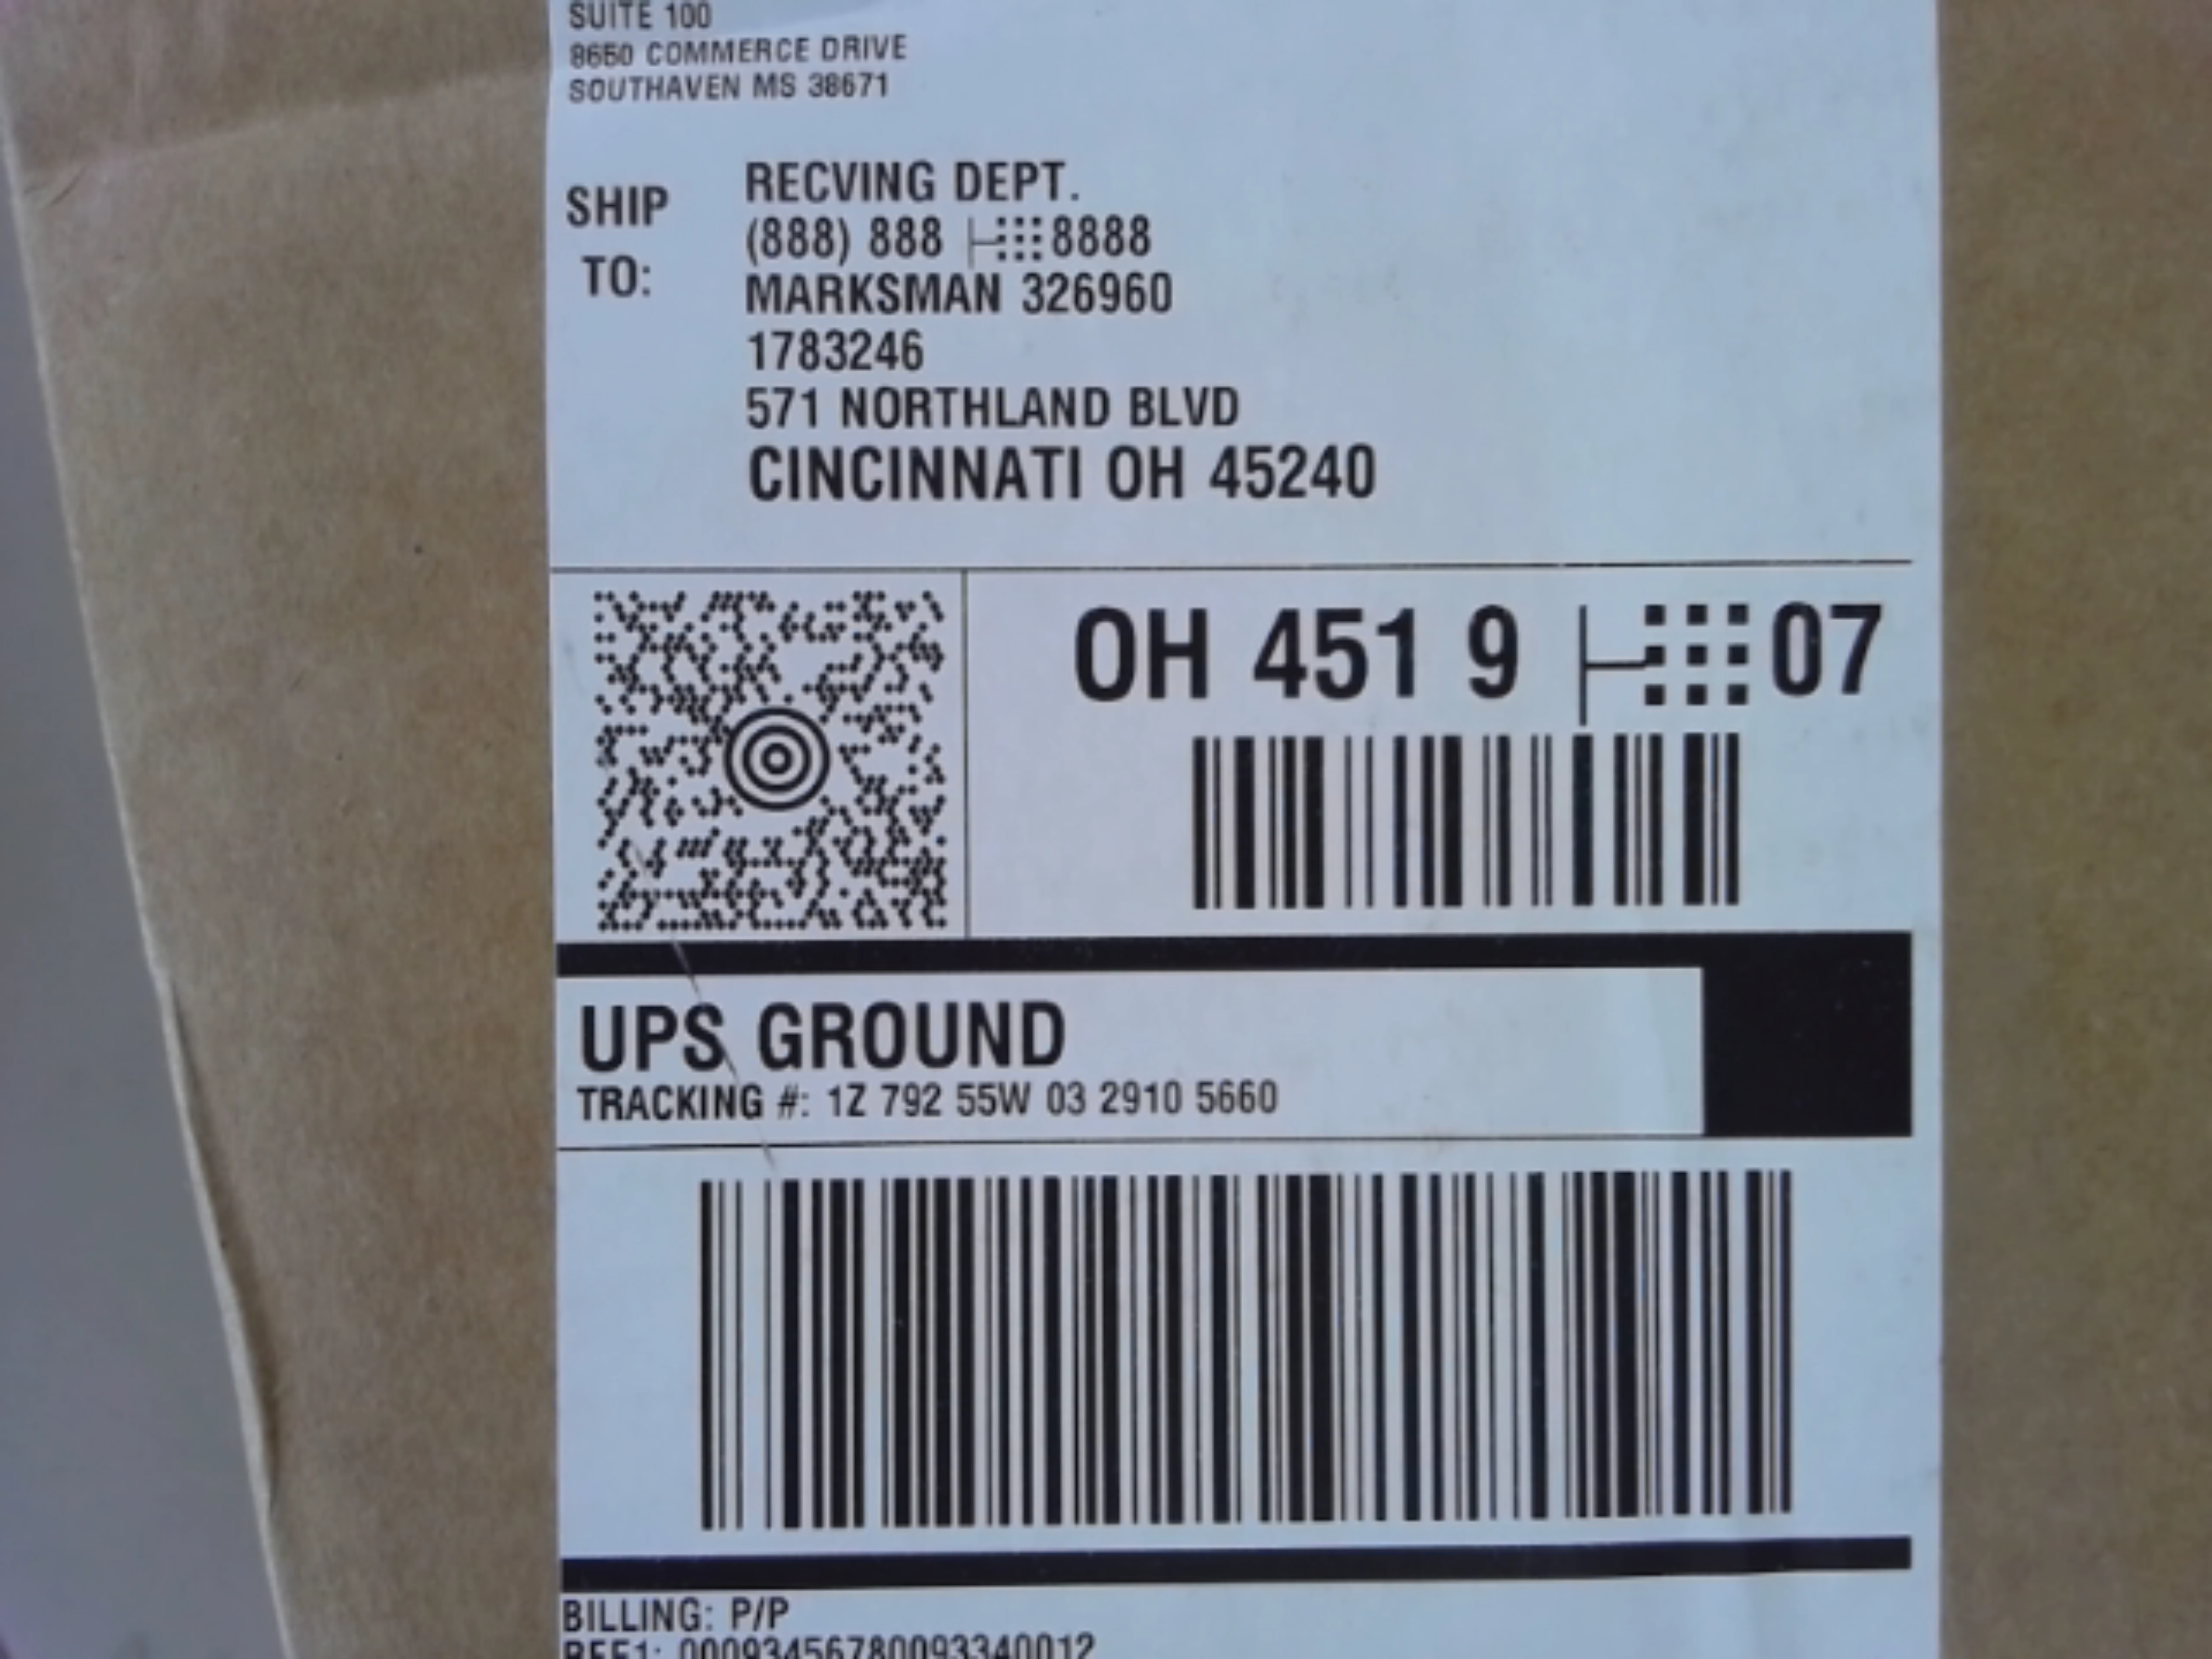 SUITE 100
8650 COMMERCE DRIVE
SOUTHAVEN MS 38671
SHIP TO:
RECVING DEPT.
(888) 888 8888
MARKSMAN 326960
1783246
571 NORTHLAND BLVD
CINCINNATI OH 45240
OH 451 9 07
UPS GROUND
TRACKING #: 1Z 792 55W 03 2910 5660
BILLING: P/P
REF1: 00093456780093340012